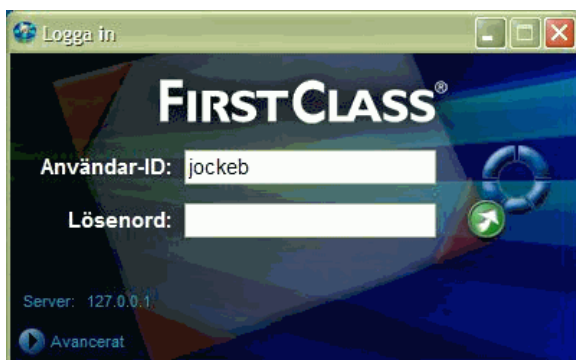 Logga in
FIRSTCLASS®
Användar-ID: jockeb
Lösenord:
Server: 127.0.0.1
Avancerat